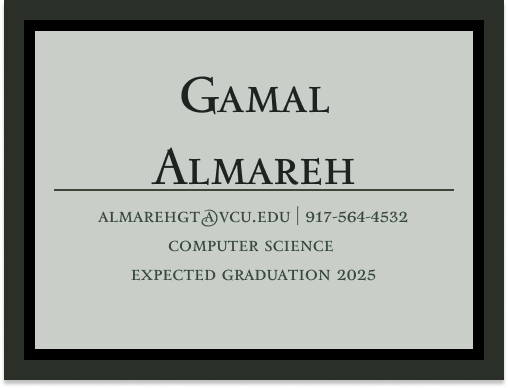 Gamal
Almareh
almarehgt@vcu.edu | 917-564-4532
computer science
expected graduation 2025